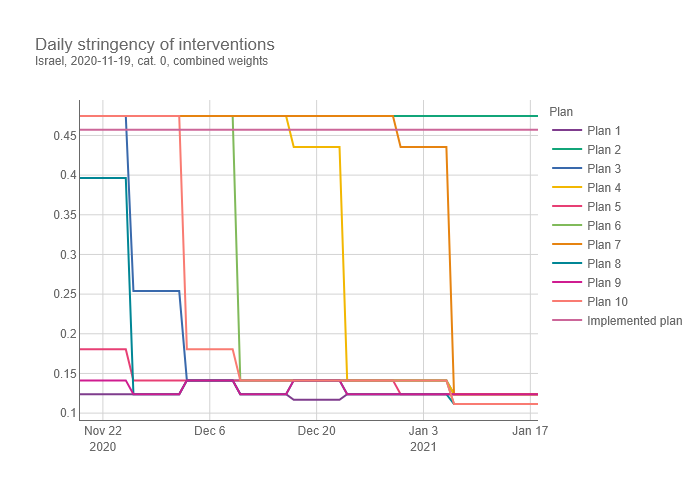 Daily stringency of interventions
Israel, 2020-11-19, cat. 0, combined weights
Plan
Plan 1
Plan 2
Plan 3
Plan 4
Plan 5
Plan 6
Plan 7
Plan 8
Plan 9
Plan 10
Implemented plan
0.45
0.4
0.35
0.3
0.25
0.2
0.15
0.1
Nov 22 Dec 6 Dec 20 Jan 3 Jan 17
2020 2021